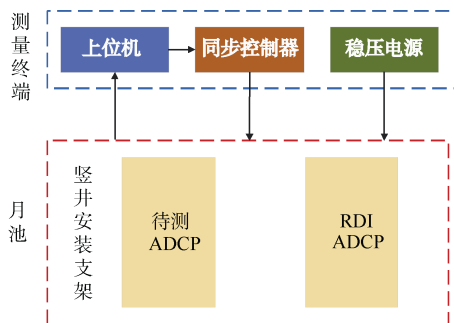 测量终端
上位机
同步控制器
稳压电源
月池
竖井安装支架
待测
ADCP
RDI
ADCP